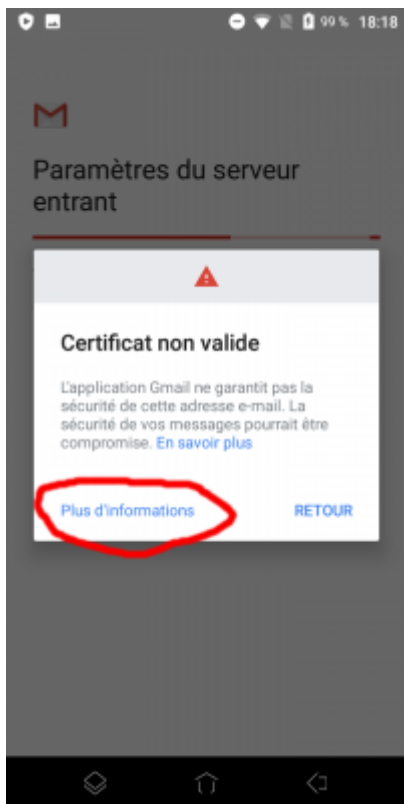 99 % 18:18
Paramètres du serveur
entrant
Certificat non valide
L'application Gmail ne garantit pas la
sécurité de cette adresse e-mail. La
sécurité de vos messages pourrait être
compromise. En savoir plus
Plus d'informations RETOUR